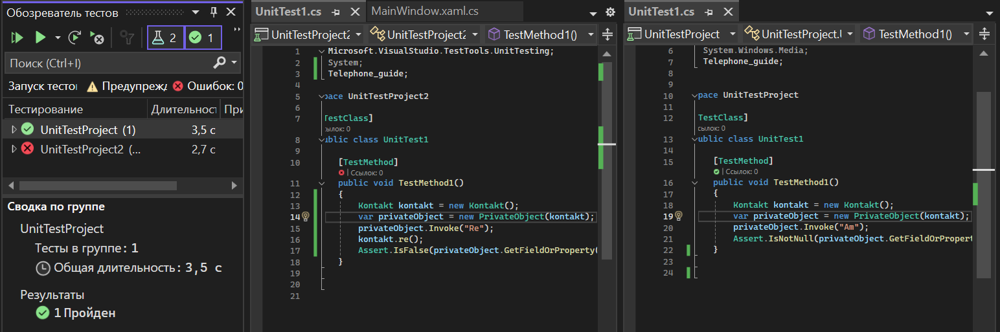 Обозреватель тестов
2
1
Поиск (Ctrl+I)
Запуск тесто
Предупрежд
Ошибок: 0
Тестирование
Длительнос
При
UnitTestProject (1)
3,5 с
UnitTestProject2 (...
2,7 с
Сводка по группе
UnitTestProject
Тесты в группе: 1
Общая длительность: 3,5 с
Результаты
1 Пройден
UnitTest1.cs
MainWindow.xaml.cs
UnitTestProject2
UnitTestProject2
TestMethod1()
1 Microsoft.VisualStudio.TestTools.UnitTesting;
2 System;
3 Telephone_guide;
4
5 pace UnitTestProject2
6
7 TestClass]
сылок: 0
8 ublic class UnitTest1
9
10 [TestMethod]
| Ссылок: 0
11 public void TestMethod1()
12 {
13 Kontakt kontakt = new Kontakt();
14 var privateObject = new PrivateObject(kontakt);
15 privateObject.Invoke("Re");
16 kontakt.re();
17 Assert.IsFalse(privateObject.GetFieldOrProperty(
18 }
19
20
21
UnitTest1.cs
UnitTestProject
UnitTestProject.
TestMethod1()
6 System.Windows.Media;
7 Telephone_guide;
8
9
10 pace UnitTestProject
11
12 TestClass]
сылок: 0
13 ublic class UnitTest1
14
15 [TestMethod]
| Ссылок: 0
16 public void TestMethod1()
17 {
18 Kontakt kontakt = new Kontakt();
19 var privateObject = new PrivateObject(kontakt);
20 privateObject.Invoke("Am");
21 Assert.IsNotNull(privateObject.GetFieldOrPropert
22 }
23
24